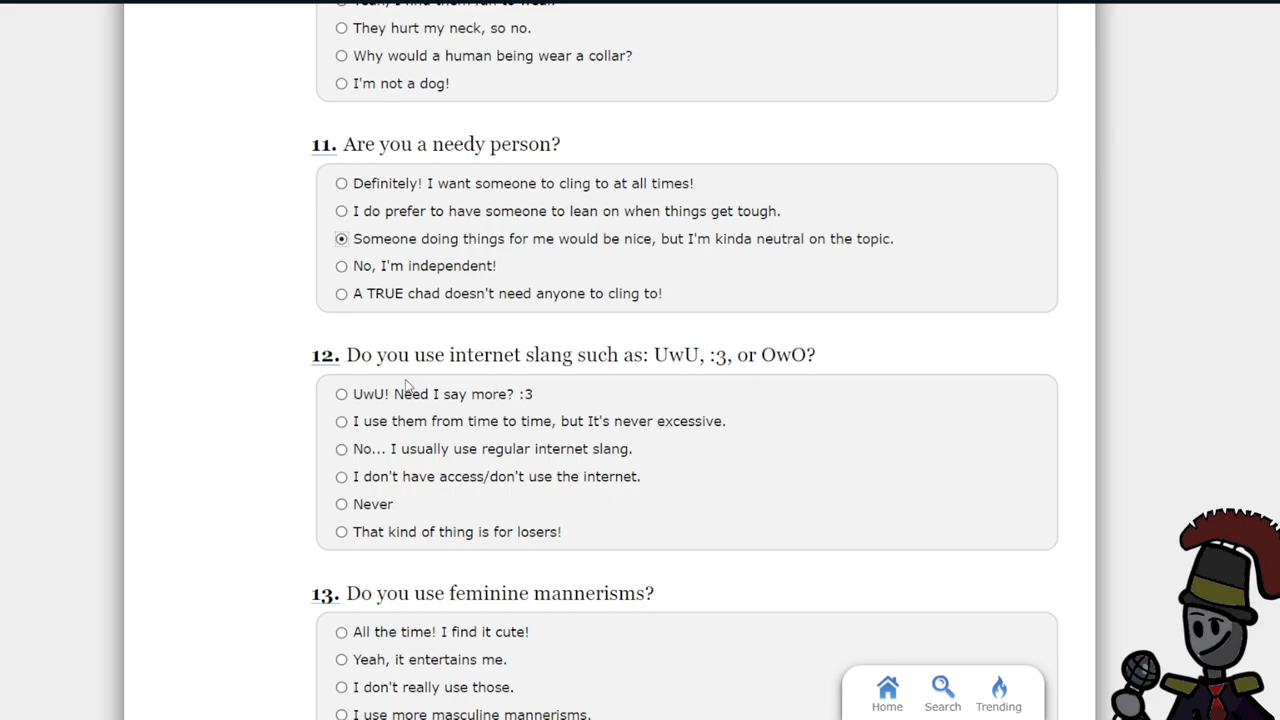 They hurt my neck, so no.
Why would a human being wear a collar?
I'm not a dog!
11. Are you a needy person?
Definitely! I want someone to cling to at all times!
I do prefer to have someone to lean on when things get tough.
Someone doing things for me would be nice, but I'm kinda neutral on the topic.
No, I'm independent!
A TRUE chad doesn't need anyone to cling to!
12. Do you use internet slang such as: UwU, :3, or OwO?
UwU! Need I say more? :3
I use them from time to time, but It's never excessive.
No... I usually use regular internet slang.
I don't have access/don't use the internet.
Never
That kind of thing is for losers!
13. Do you use feminine mannerisms?
All the time! I find it cute!
Yeah, it entertains me.
I don't really use those.
I use more masculine mannerisms.
Home Search Trending